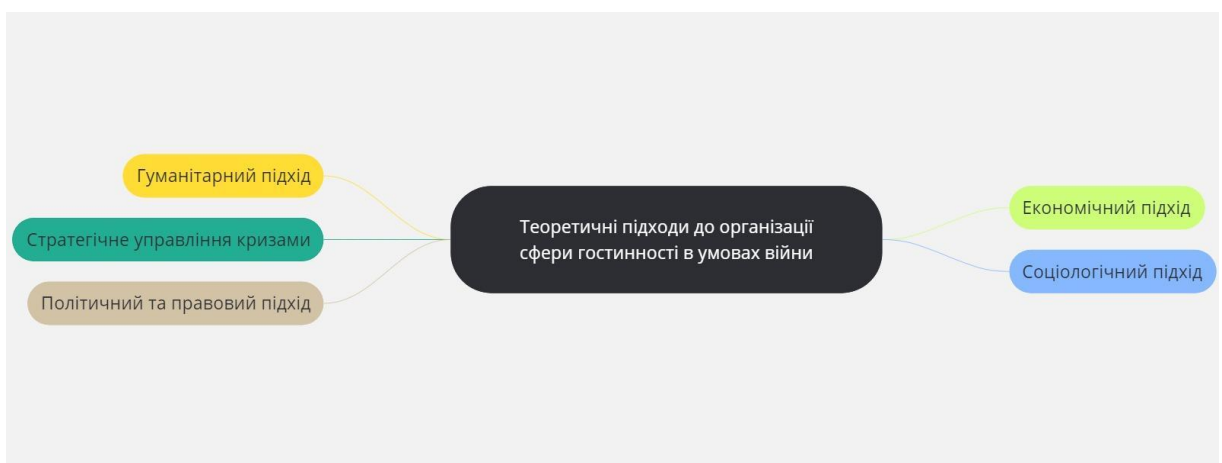 Гуманітарний підхід
Стратегічне управління кризами
Політичний та правовий підхід
Теоретичні підходи до організації
сфери гостинності в умовах війни
Економічний підхід
Соціологічний підхід